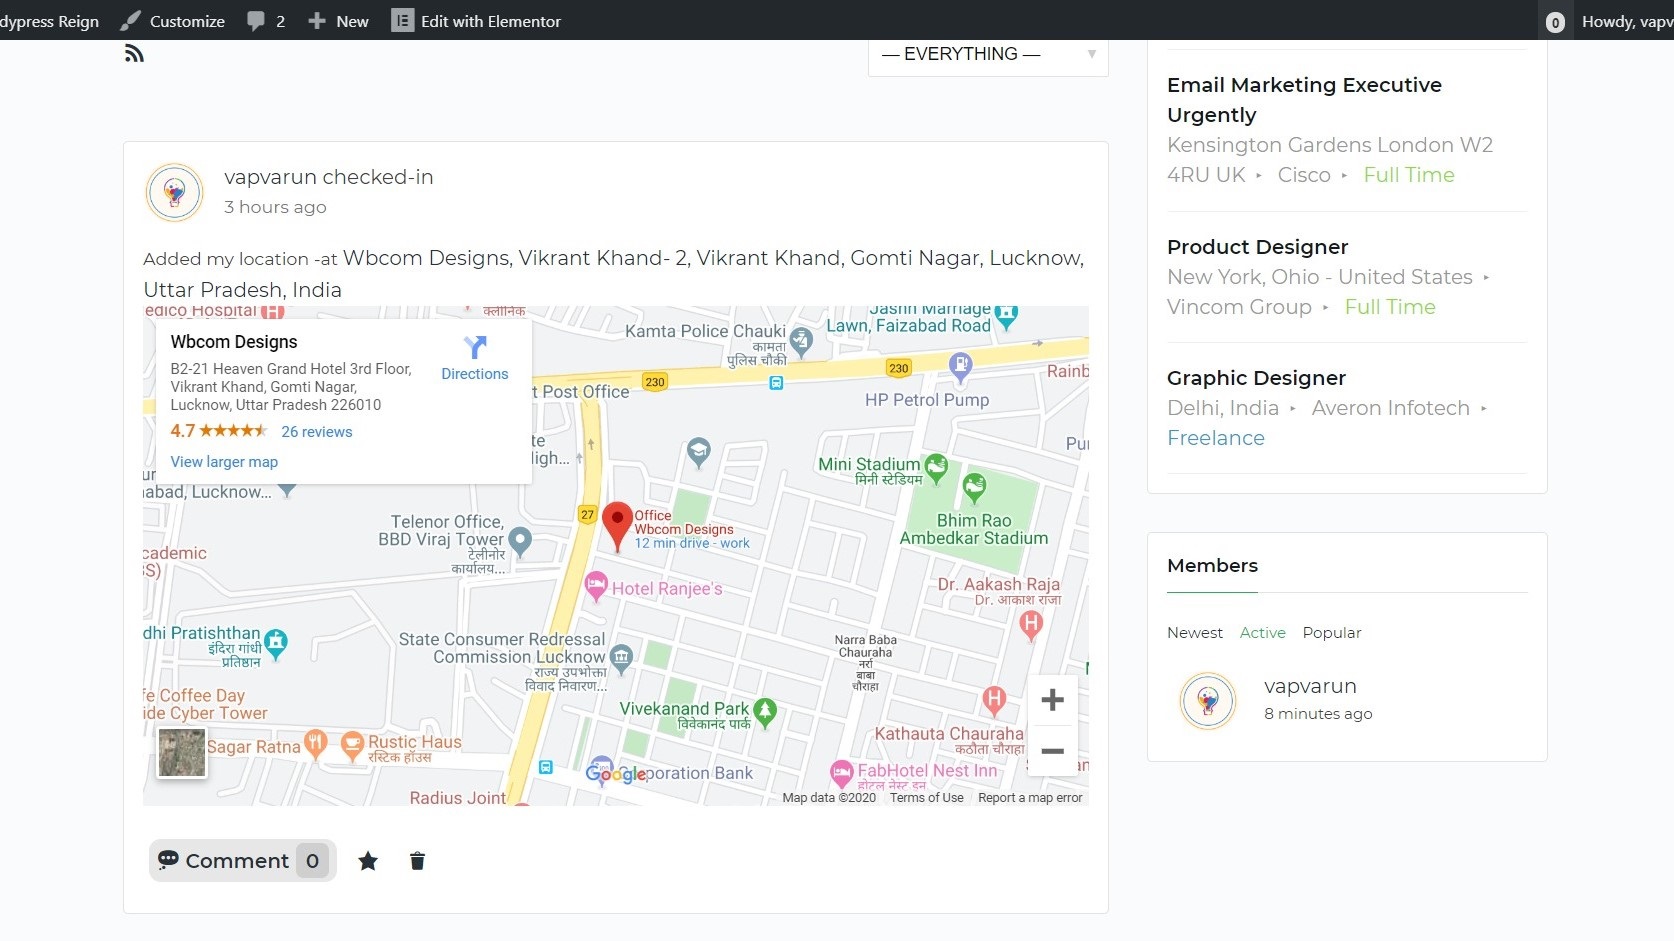 dypress Reign Customize 2 New Edit with Elementor 0 Howdy, vapv
— EVERYTHING —
vapvarun checked-in
3 hours ago
Added my location -at Wbcom Designs, Vikrant Khand- 2, Vikrant Khand, Gomti Nagar, Lucknow,
Uttar Pradesh, India
edico Hospital
क्लीनिक
Wbcom Designs
B2-21 Heaven Grand Hotel 3rd Floor,
Vikrant Khand, Gomti Nagar,
Lucknow, Uttar Pradesh 226010
4.7 26 reviews
View larger map
Directions
Kamta Police Chauki
कामता
पुलिस चौकी
Jashn Marriage
Lawn, Faizabad Road
230
230
t Post Office
HP Petrol Pump
Rainb
te
ligh...
abad, Lucknow...
Mini Stadium
मिनी स्टेडियम
Bhim Rao
Ambedkar Stadium
27
Office
Wbcom Designs
12 min drive - work
Telenor Office,
BBD Viraj Tower
टेलीनोर
कार्यालय...
cademic
Hotel Ranjee's
Dr. Aakash Raja
Dr. आकाश राजा
dhi Pratishthan
इंदिरा गांधी
प्रतिष्ठान
State Consumer Redressal
Commission Lucknow
राज्य उपभोक्ता
विवाद निवारण...
Narra Baba
Chauraha
नर्रा
बाबा
चौराहा
fe Coffee Day
ide Cyber Tower
Vivekanand Park
विवेकानंद पार्क
Sagar Ratna
Rustic Haus
रस्टिक हॉउस
Kathauta Chauraha
कठौता चौराहा
Google
poration Bank
FabHotel Nest Inn
होटल नेस्ट इन
Radius Joint
Map data ©2020 Terms of Use Report a map error
Comment 0
Email Marketing Executive
Urgently
Kensington Gardens London W2
4RU UK ‣ Cisco ‣ Full Time
Product Designer
New York, Ohio - United States ‣
Vincom Group ‣ Full Time
Graphic Designer
Delhi, India ‣ Averon Infotech ‣
Freelance
Members
Newest Active Popular
vapvarun
8 minutes ago